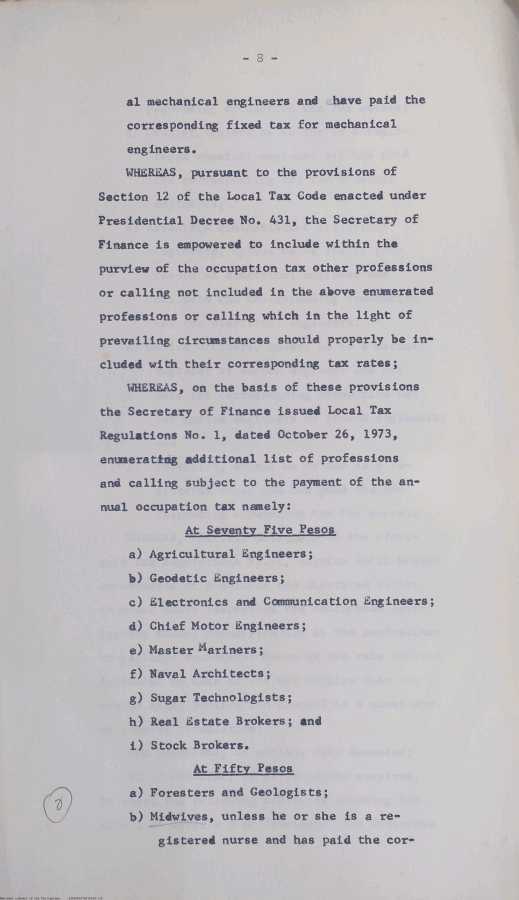 - 8 -
al mechanical engineers and have paid the
corresponding fixed tax for mechanical
engineers.
WHEREAS, pursuant to the provisions of
Section 12 of the Local Tax Code enacted under
Presidential Decree No. 431, the Secretary of
Finance is empowered to include within the
purview of the occupation tax other professions
or calling not included in the above enumerated
professions or calling which in the light of
prevailing circumstances should properly be in-
cluded with their corresponding tax rates;
WHEREAS, on the basis of these provisions
the Secretary of Finance issued Local Tax
Regulations No. 1, dated October 26, 1973,
enumerating additional list of professions
and calling subject to the payment of the an-
nual occupation tax namely:
At Seventy Five Pesos
a) Agricultural Engineers;
b) Geodetic Engineers;
c) Electronics and Communication Engineers;
d) Chief Motor Engineers;
e) Master Mariners;
f) Naval Architects;
g) Sugar Technologists;
h) Real Estate Brokers; and
i) Stock Brokers.
At Fifty Pesos
a) Foresters and Geologists;
b) Midwives, unless he or she is a re-
gistered nurse and has paid the cor-